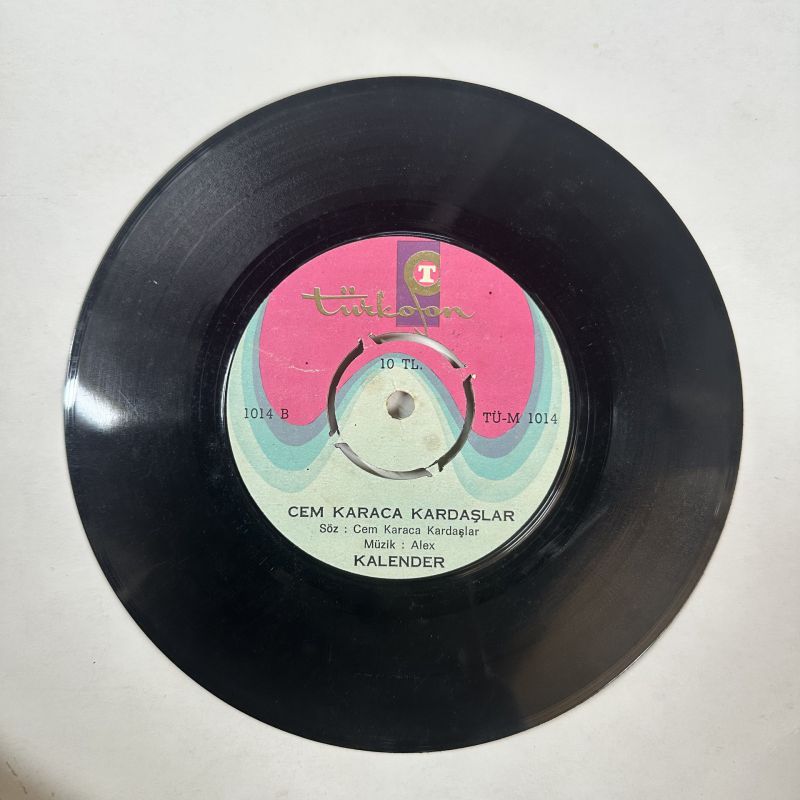 T
türkofon
10 TL.
1014 B
TÜ-M 1014
CEM KARACA KARDAŞLAR
Söz : Cem Karaca Kardaşlar
Müzik : Alex
KALENDER